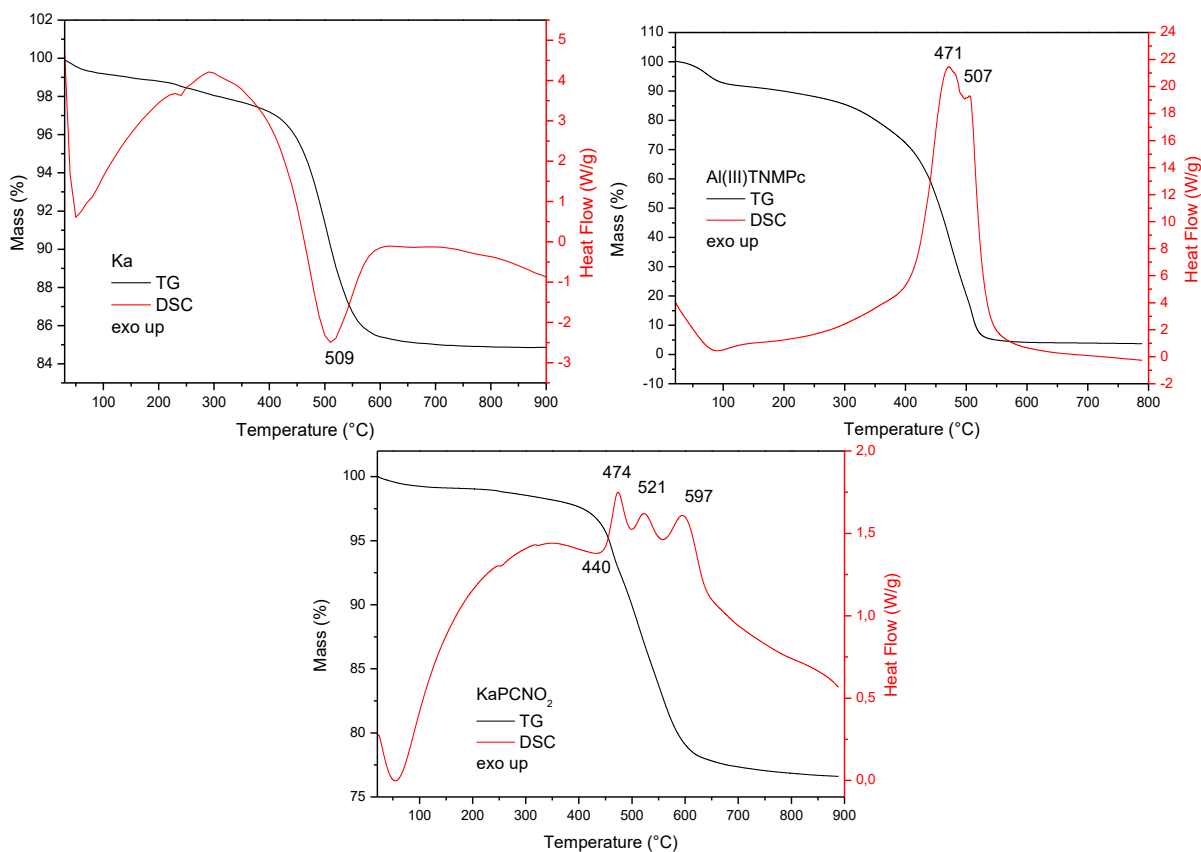 102
100
98
96
94
92
90
88
86
84
Mass (%)
Ka
TG
DSC
exo up
509
5
4
3
2
1
0
-1
-2
-3
Heat Flow (W/g)
100 200 300 400 500 600 700 800 900
Temperature (°C)
110
100
90
80
70
60
50
40
30
20
10
0
-10
Mass (%)
471
507
Al(III)TNMPc
TG
DSC
exo up
24
22
20
18
16
14
12
10
8
6
4
2
0
-2
Heat Flow (W/g)
100 200 300 400 500 600 700 800
Temperature (°C)
100
95
90
85
80
75
Mass (%)
474
521
597
440
KaPCNO₂
TG
DSC
exo up
2,0
1,5
1,0
0,5
0,0
Heat Flow (W/g)
100 200 300 400 500 600 700 800 900
Temperature (°C)